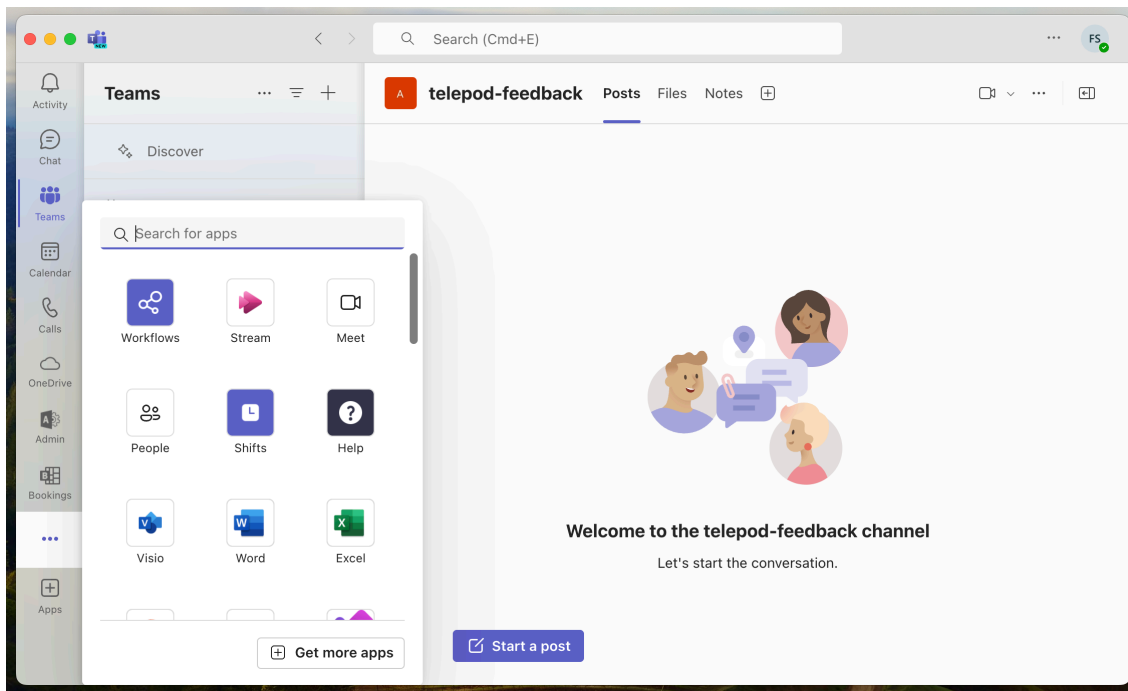 NEW
Search (Cmd+E)
FS
Activity
Chat
Teams
Calendar
Calls
OneDrive
Admin
Bookings
Apps
Teams
Discover
Search for apps
Workflows
Stream
Meet
People
Shifts
Help
Visio
Word
Excel
Get more apps
A
telepod-feedback
Posts
Files
Notes
Welcome to the telepod-feedback channel
Let's start the conversation.
Start a post